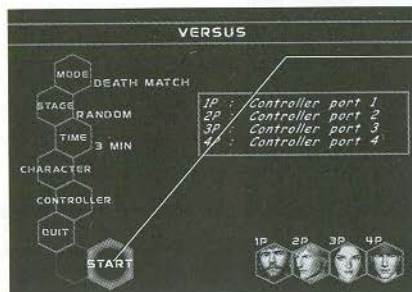 VERSUS
MODE DEATH MATCH
STAGE RANDOM
TIME 3 MIN
CHARACTER
CONTROLLER
QUIT
START
1P : Controller port 1
2P : Controller port 2
3P : Controller port 3
4P : Controller port 4
1P 2P 3P 4P